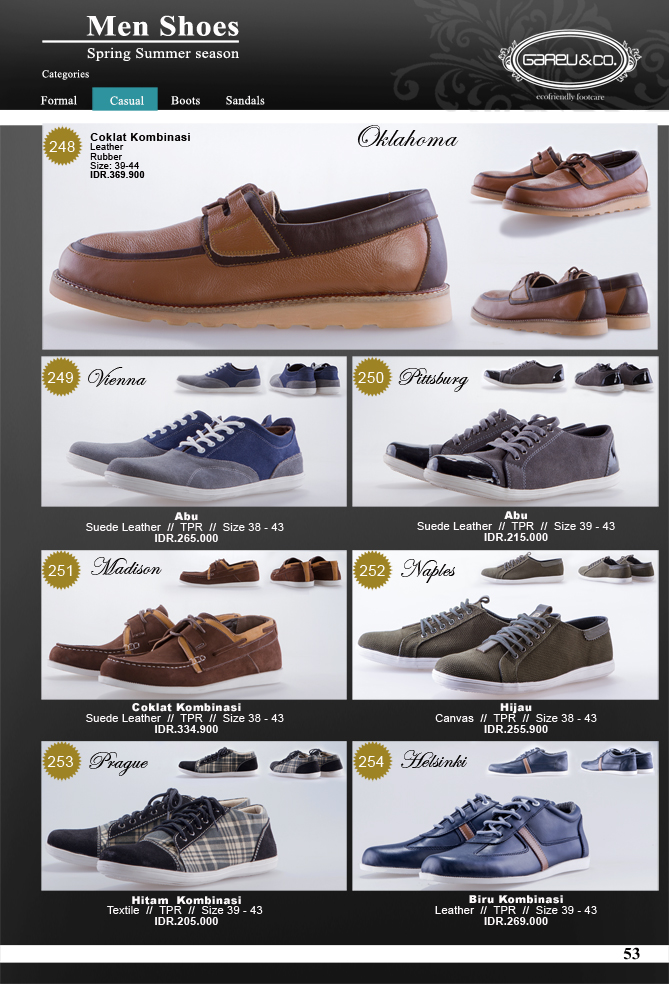 Men Shoes
Spring Summer season
Categories
Formal
Casual
Boots
Sandals
GAREU&CO.
ecofriendly footcare
248
Coklat Kombinasi
Leather
Rubber
Size: 39-44
IDR.369.900
Oklahoma
249
Vienna
Abu
Suede Leather // TPR // Size 38 - 43
IDR.265.000
250
Pittsburg
Abu
Suede Leather // TPR // Size 39 - 43
IDR.215.000
251
Madison
Coklat Kombinasi
Suede Leather // TPR // Size 38 - 43
IDR.334.900
252
Naples
Hijau
Canvas // TPR // Size 38 - 43
IDR.255.900
253
Prague
Hitam Kombinasi
Textile // TPR // Size 39 - 43
IDR.205.000
254
Helsinki
Biru Kombinasi
Leather // TPR // Size 39 - 43
IDR.269.000
53